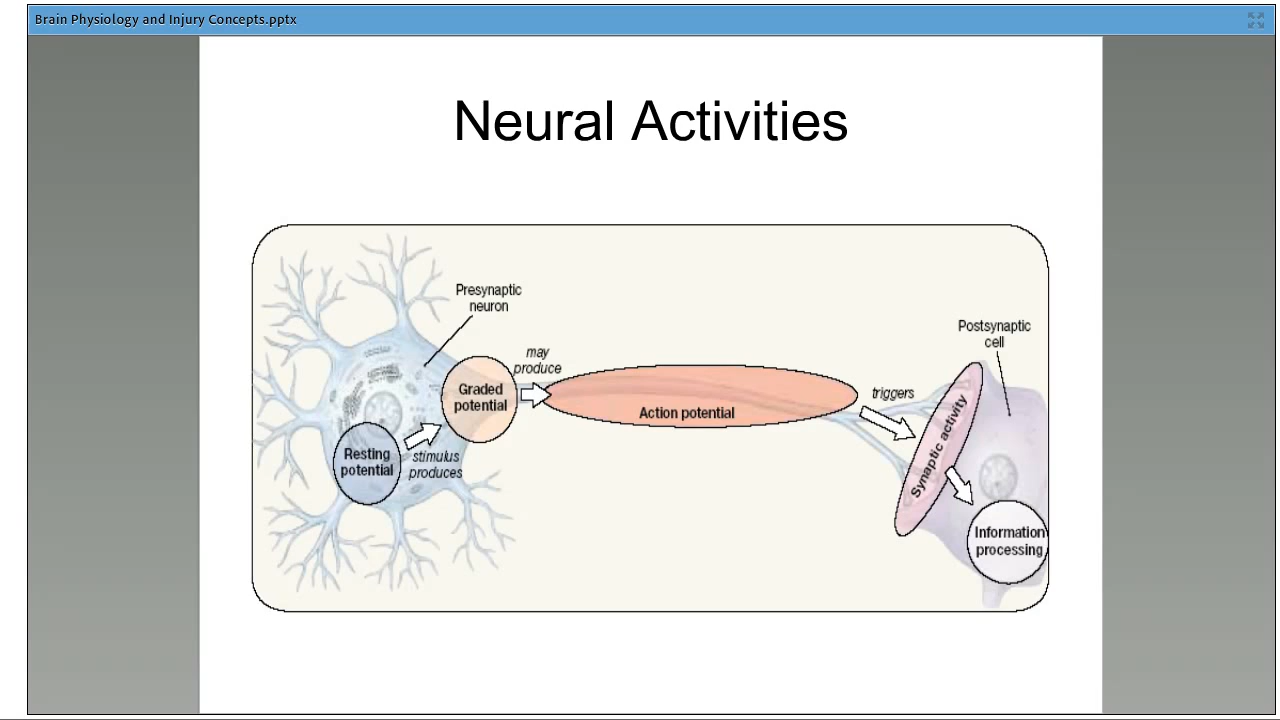 Brain Physiology and Injury Concepts.pptx
Neural Activities
Presynaptic
neuron
may
produce
Graded
potential
Action potential
triggers
Postsynaptic
cell
Resting
potential
stimulus
produces
Synaptic activity
Information
processing